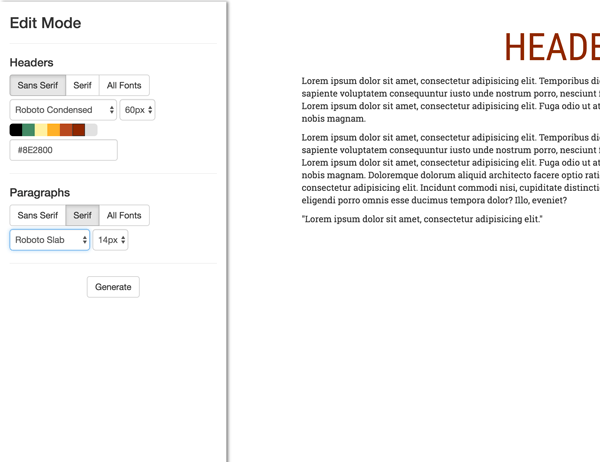 Edit Mode
Headers
Sans Serif Serif All Fonts
Roboto Condensed 60px
#8E2800
Paragraphs
Sans Serif Serif All Fonts
Roboto Slab 14px
Generate
HEADE
Lorem ipsum dolor sit amet, consectetur adipisicing elit. Temporibus di
sapiente voluptatem consequuntur iusto unde nostrum porro, nesciunt
Lorem ipsum dolor sit amet, consectetur adipisicing elit. Fuga odio ut at
nobis magnam.
Lorem ipsum dolor sit amet, consectetur adipisicing elit. Temporibus di
sapiente voluptatem consequuntur iusto unde nostrum porro, nesciunt
Lorem ipsum dolor sit amet, consectetur adipisicing elit. Fuga odio ut at
nobis magnam. Doloremque dolorum aliquid architecto facere optio rati
consectetur adipisicing elit. Incidunt commodi nisi, cupiditate distincti
eligendi porro omnis esse ducimus tempora dolor? Illo, eveniet?
"Lorem ipsum dolor sit amet, consectetur adipisicing elit."